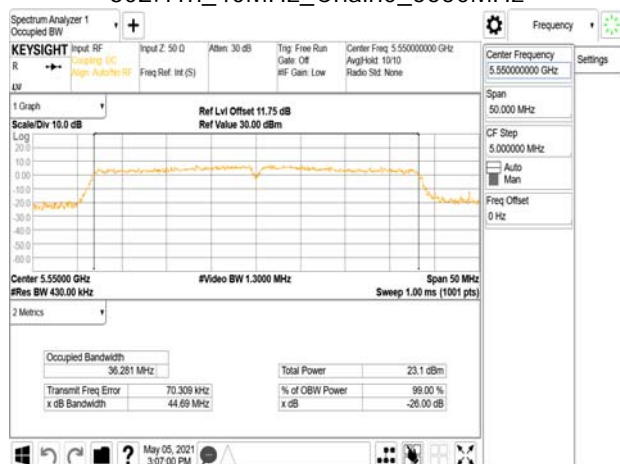 Spectrum Analyzer 1
Occupied BW
+
Frequency
KEYSIGHT
R
LM
Input: RF
Coupling: DC
Align: Auto/No RF
Input Z: 50 Ω
Freq Ref: Int (S)
Atten: 30 dB
Trig: Free Run
Gate: Off
#IF Gain: Low
Center Freq: 5.550000000 GHz
Avg|Hold: 10/10
Radio Std: None
Center Frequency
5.550000000 GHz
Settings
Span
50.000 MHz
CF Step
5.000000 MHz
Auto
Man
Freq Offset
0 Hz
1 Graph
Scale/Div 10.0 dB
Ref Lvl Offset 11.75 dB
Ref Value 30.00 dBm
Log
20.0
10.0
0.00
-10.0
-20.0
-30.0
-40.0
-50.0
-60.0
Center 5.55000 GHz
#Res BW 430.00 kHz
#Video BW 1.3000 MHz
Span 50 MHz
Sweep 1.00 ms (1001 pts)
2 Metrics
Occupied Bandwidth
36.281 MHz
Total Power 23.1 dBm
Transmit Freq Error 70.309 kHz
% of OBW Power 99.00 %
x dB Bandwidth 44.69 MHz
x dB -26.00 dB
?
May 05, 2021
3:07:00 PM